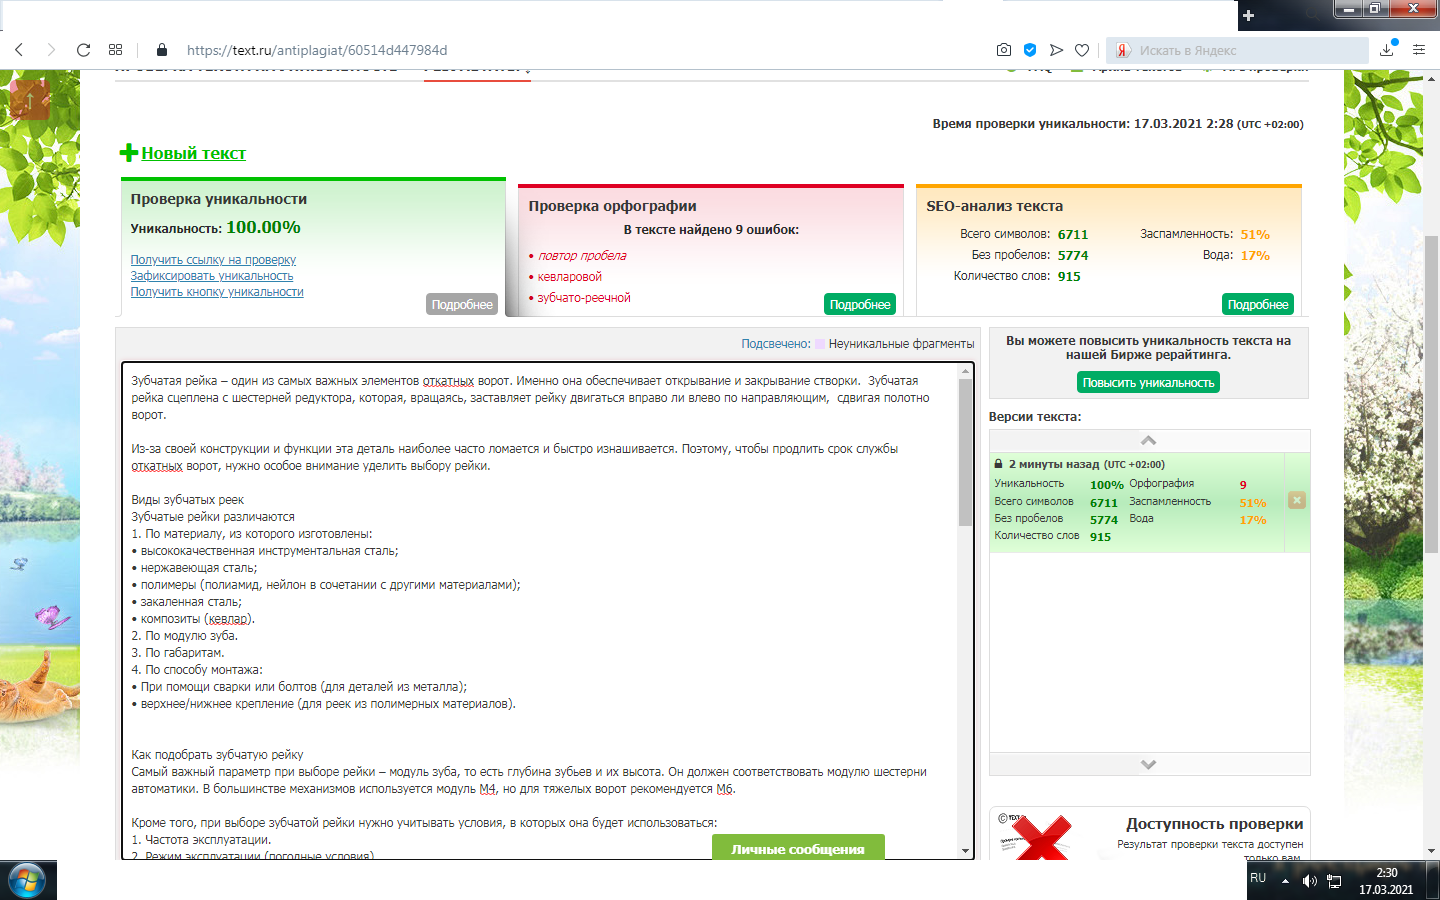 https://text.ru/antiplagiat/60514d447984d
Искать в Яндекс
Время проверки уникальности: 17.03.2021 2:28 (UTC +02:00)
Новый текст
Проверка уникальности
Уникальность: 100.00%
Получить ссылку на проверку
Зафиксировать уникальность
Получить кнопку уникальности
Подробнее
Проверка орфографии
В тексте найдено 9 ошибок:
• повтор пробела
• кевларовой
• зубчато-реечной
Подробнее
SEO-анализ текста
Всего символов: 6711
Заспамленность: 51%
Без пробелов: 5774
Вода: 17%
Количество слов: 915
Подробнее
Подсвечено: Неуникальные фрагменты
Зубчатая рейка – один из самых важных элементов откатных ворот. Именно она обеспечивает открывание и закрывание створки.  Зубчатая
рейка сцеплена с шестерней редуктора, которая, вращаясь, заставляет рейку двигаться вправо ли влево по направляющим,  сдвигая полотно
ворот.
Из-за своей конструкции и функции эта деталь наиболее часто ломается и быстро изнашивается. Поэтому, чтобы продлить срок службы
откатных ворот, нужно особое внимание уделить выбору рейки.
Виды зубчатых реек
Зубчатые рейки различаются
1. По материалу, из которого изготовлены:
• высококачественная инструментальная сталь;
• нержавеющая сталь;
• полимеры (полиамид, нейлон в сочетании с другими материалами);
• закаленная сталь;
• композиты (кевлар).
2. По модулю зуба.
3. По габаритам.
4. По способу монтажа:
• При помощи сварки или болтов (для деталей из металла);
• верхнее/нижнее крепление (для реек из полимерных материалов).
Как подобрать зубчатую рейку
Самый важный параметр при выборе рейки – модуль зуба, то есть глубина зубьев и их высота. Он должен соответствовать модулю шестерни
автоматики. В большинстве механизмов используется модуль М4, но для тяжелых ворот рекомендуется М6.
Кроме того, при выборе зубчатой рейки нужно учитывать условия, в которых она будет использоваться:
1. Частота эксплуатации.
2. Режим эксплуатации (погодные условия)
Личные сообщения
Вы можете повысить уникальность текста на
нашей Бирже рерайтинга.
Повысить уникальность
Версии текста:
2 минуты назад (UTC +02:00)
Уникальность 100% Орфография 9
Всего символов 6711 Заспамленность 51%
Без пробелов 5774 Вода 17%
Количество слов 915
Доступность проверки
Результат проверки текста доступен
только вам.
RU
2:30
17.03.2021